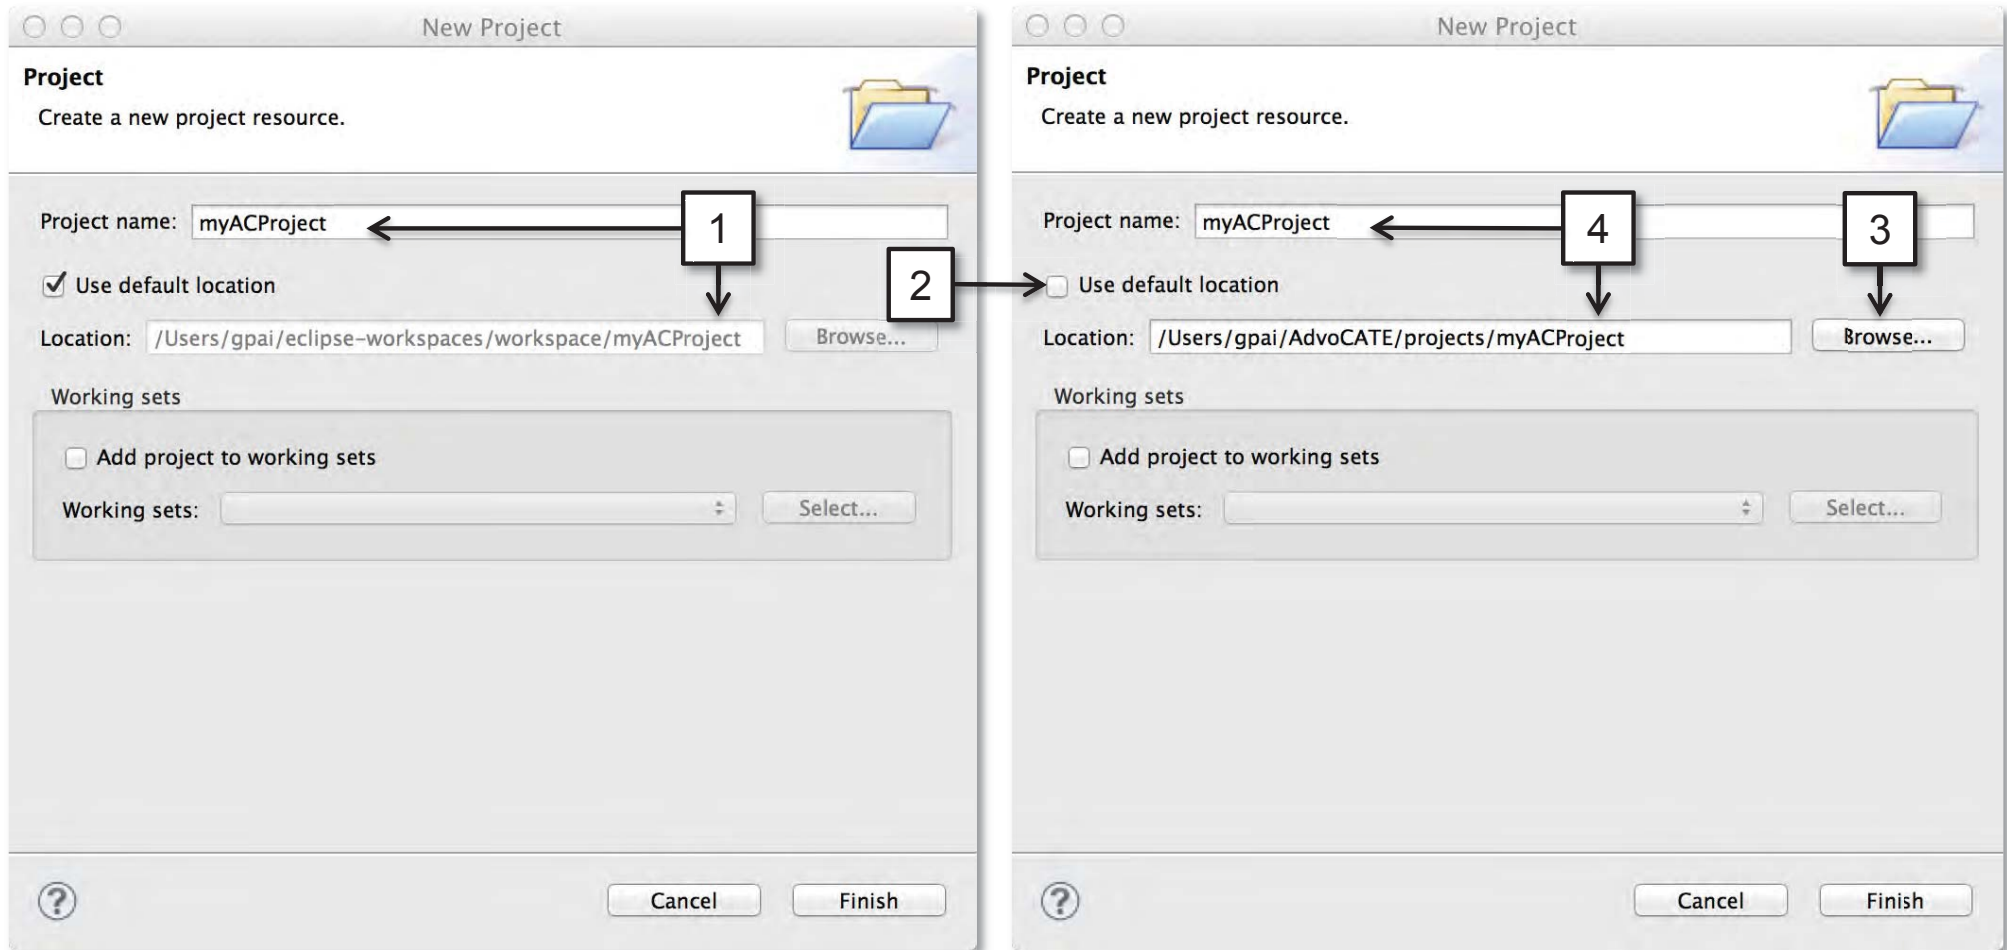 New Project
Project
Create a new project resource.
Project name: myACProject
1
Use default location
Location: /Users/gpai/eclipse-workspaces/workspace/myACProject Browse...
Working sets
Add project to working sets
Working sets: Select...
? Cancel Finish
New Project
Project
Create a new project resource.
Project name: myACProject
4
3
2
Use default location
Location: /Users/gpai/AdvoCATE/projects/myACProject Browse...
Working sets
Add project to working sets
Working sets: Select...
? Cancel Finish